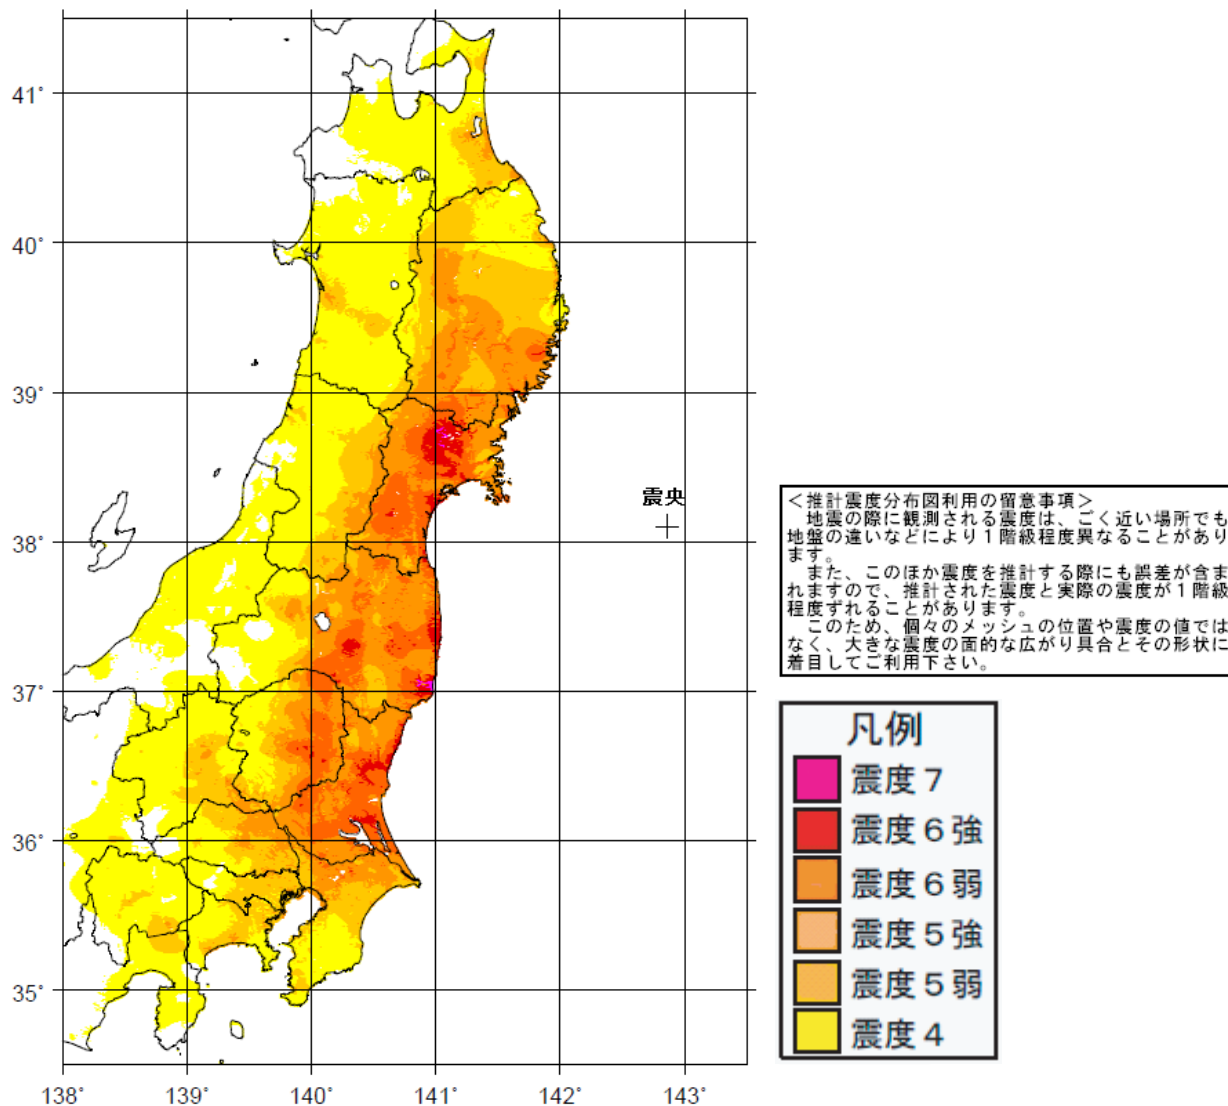 41°
40°
39°
38°
37°
36°
35°
138°
139°
140°
141°
142°
143°
震央
＜推計震度分布図利用の留意事項＞
　地震の際に観測される震度は、ごく近い場所でも
地盤の違いなどにより１階級程度異なることがあり
ます。
　また、このほか震度を推計する際にも誤差が含ま
れますので、推計された震度と実際の震度が１階級
程度ずれることがあります。
　このため、個々のメッシュの位置や震度の値では
なく、大きな震度の面的な広がり具合とその形状に
着目してご利用下さい。
凡例
震度７
震度６強
震度６弱
震度５強
震度５弱
震度４